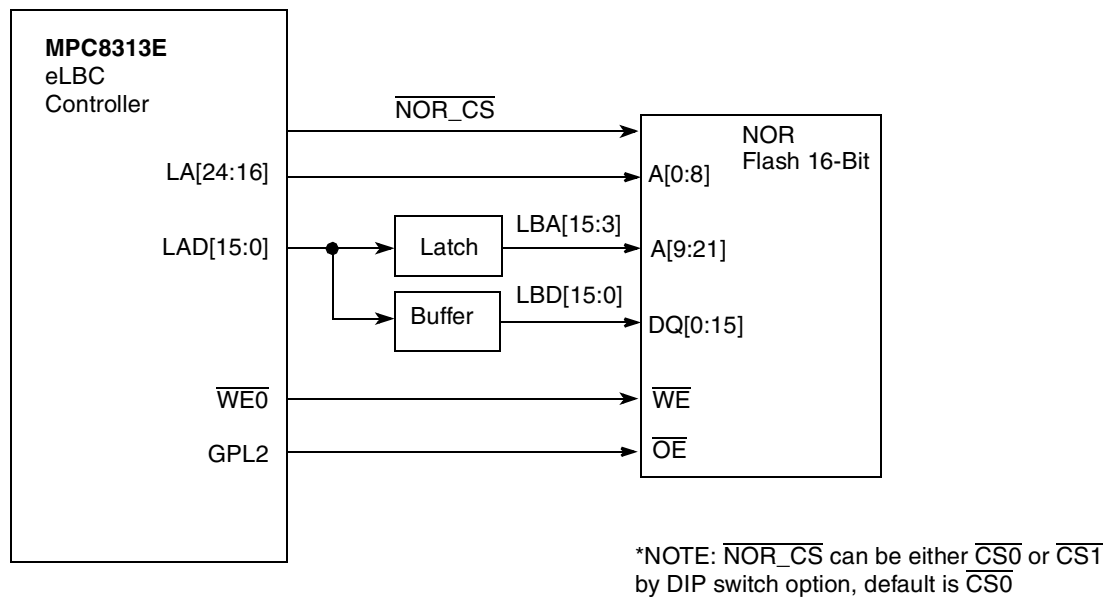 MPC8313E
eLBC
Controller
NOR_CS
NOR
Flash 16-Bit
LA[24:16]
A[0:8]
LAD[15:0]
Latch
LBA[15:3]
A[9:21]
Buffer
LBD[15:0]
DQ[0:15]
WE0
WE
GPL2
OE
*NOTE: NOR_CS can be either CS0 or CS1
by DIP switch option, default is CS0